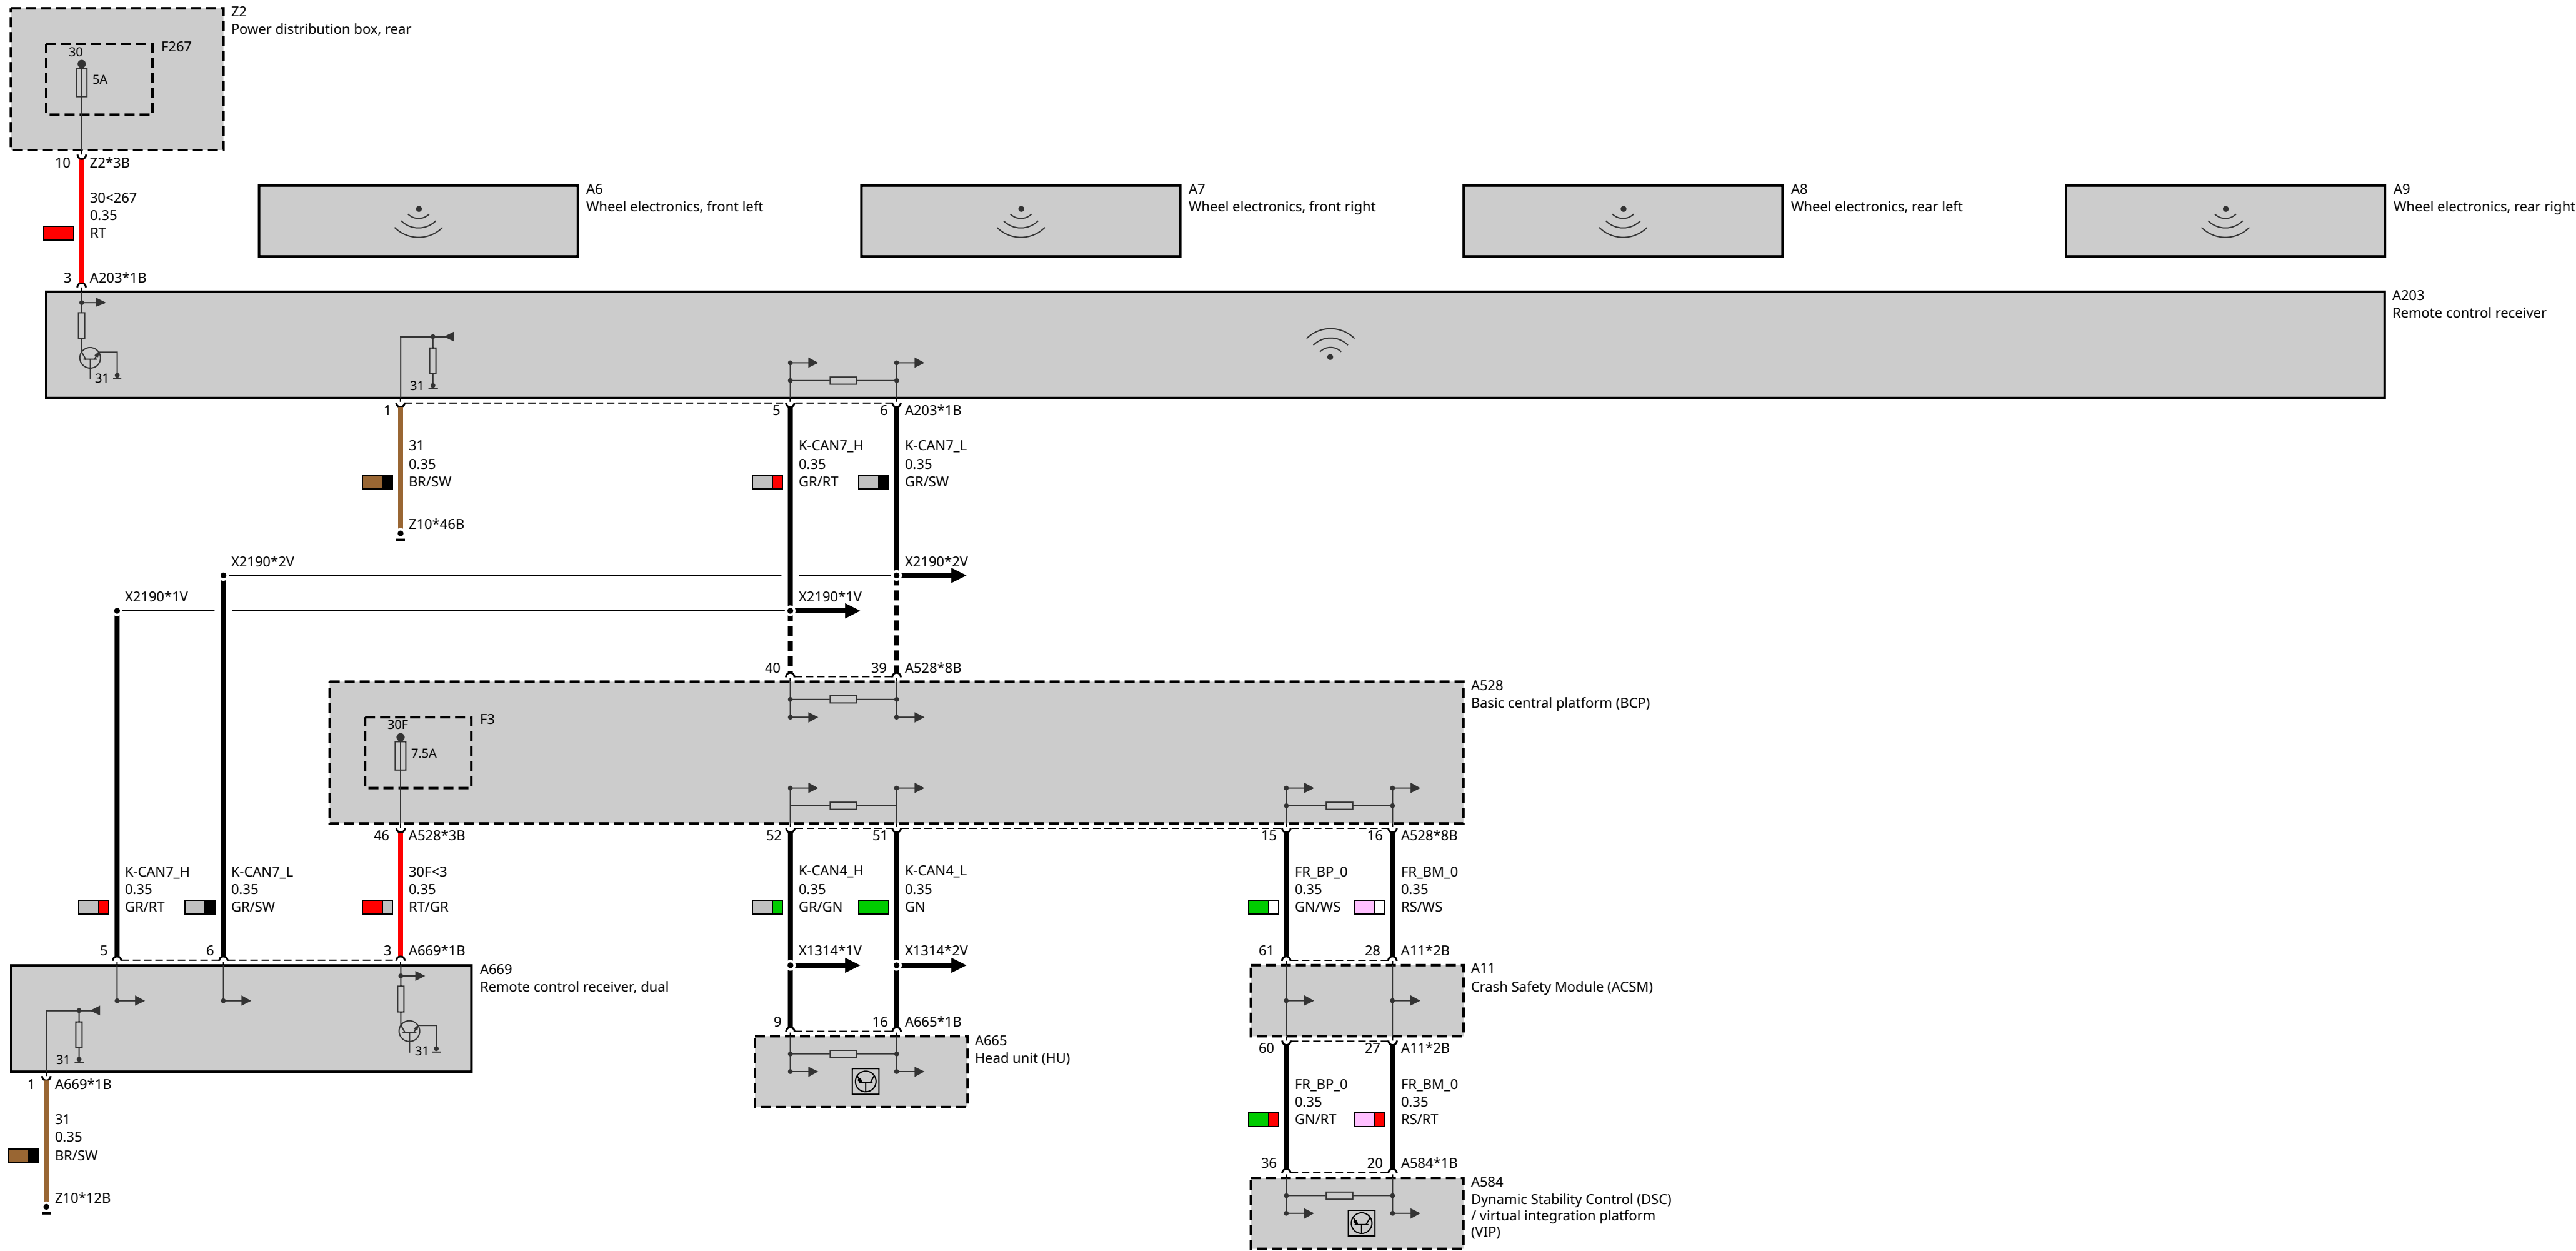 Z2
Power distribution box, rear
F267
30
5A
10 Z2*3B
30<267
0.35
RT
3 A203*1B
A6
Wheel electronics, front left
A7
Wheel electronics, front right
A8
Wheel electronics, rear left
A9
Wheel electronics, rear right
A203
Remote control receiver
31
31
1
5
6 A203*1B
31
0.35
BR/SW
Z10*46B
K-CAN7_H
0.35
GR/RT
K-CAN7_L
0.35
GR/SW
X2190*2V
X2190*2V
X2190*1V
X2190*1V
40
39 A528*8B
A528
Basic central platform (BCP)
F3
30F
7.5A
46 A528*3B
52
51
15
16 A528*8B
K-CAN7_H
0.35
GR/RT
K-CAN7_L
0.35
GR/SW
30F<3
0.35
RT/GR
K-CAN4_H
0.35
GR/GN
K-CAN4_L
0.35
GN
FR_BP_0
0.35
GN/WS
FR_BM_0
0.35
RS/WS
5
6
3 A669*1B
X1314*1V
X1314*2V
61
28 A11*2B
A669
Remote control receiver, dual
31
31
A11
Crash Safety Module (ACSM)
9
16 A665*1B
A665
Head unit (HU)
60
27 A11*2B
1 A669*1B
31
0.35
BR/SW
Z10*12B
FR_BP_0
0.35
GN/RT
FR_BM_0
0.35
RS/RT
36
20 A584*1B
A584
Dynamic Stability Control (DSC)
/ virtual integration platform
(VIP)